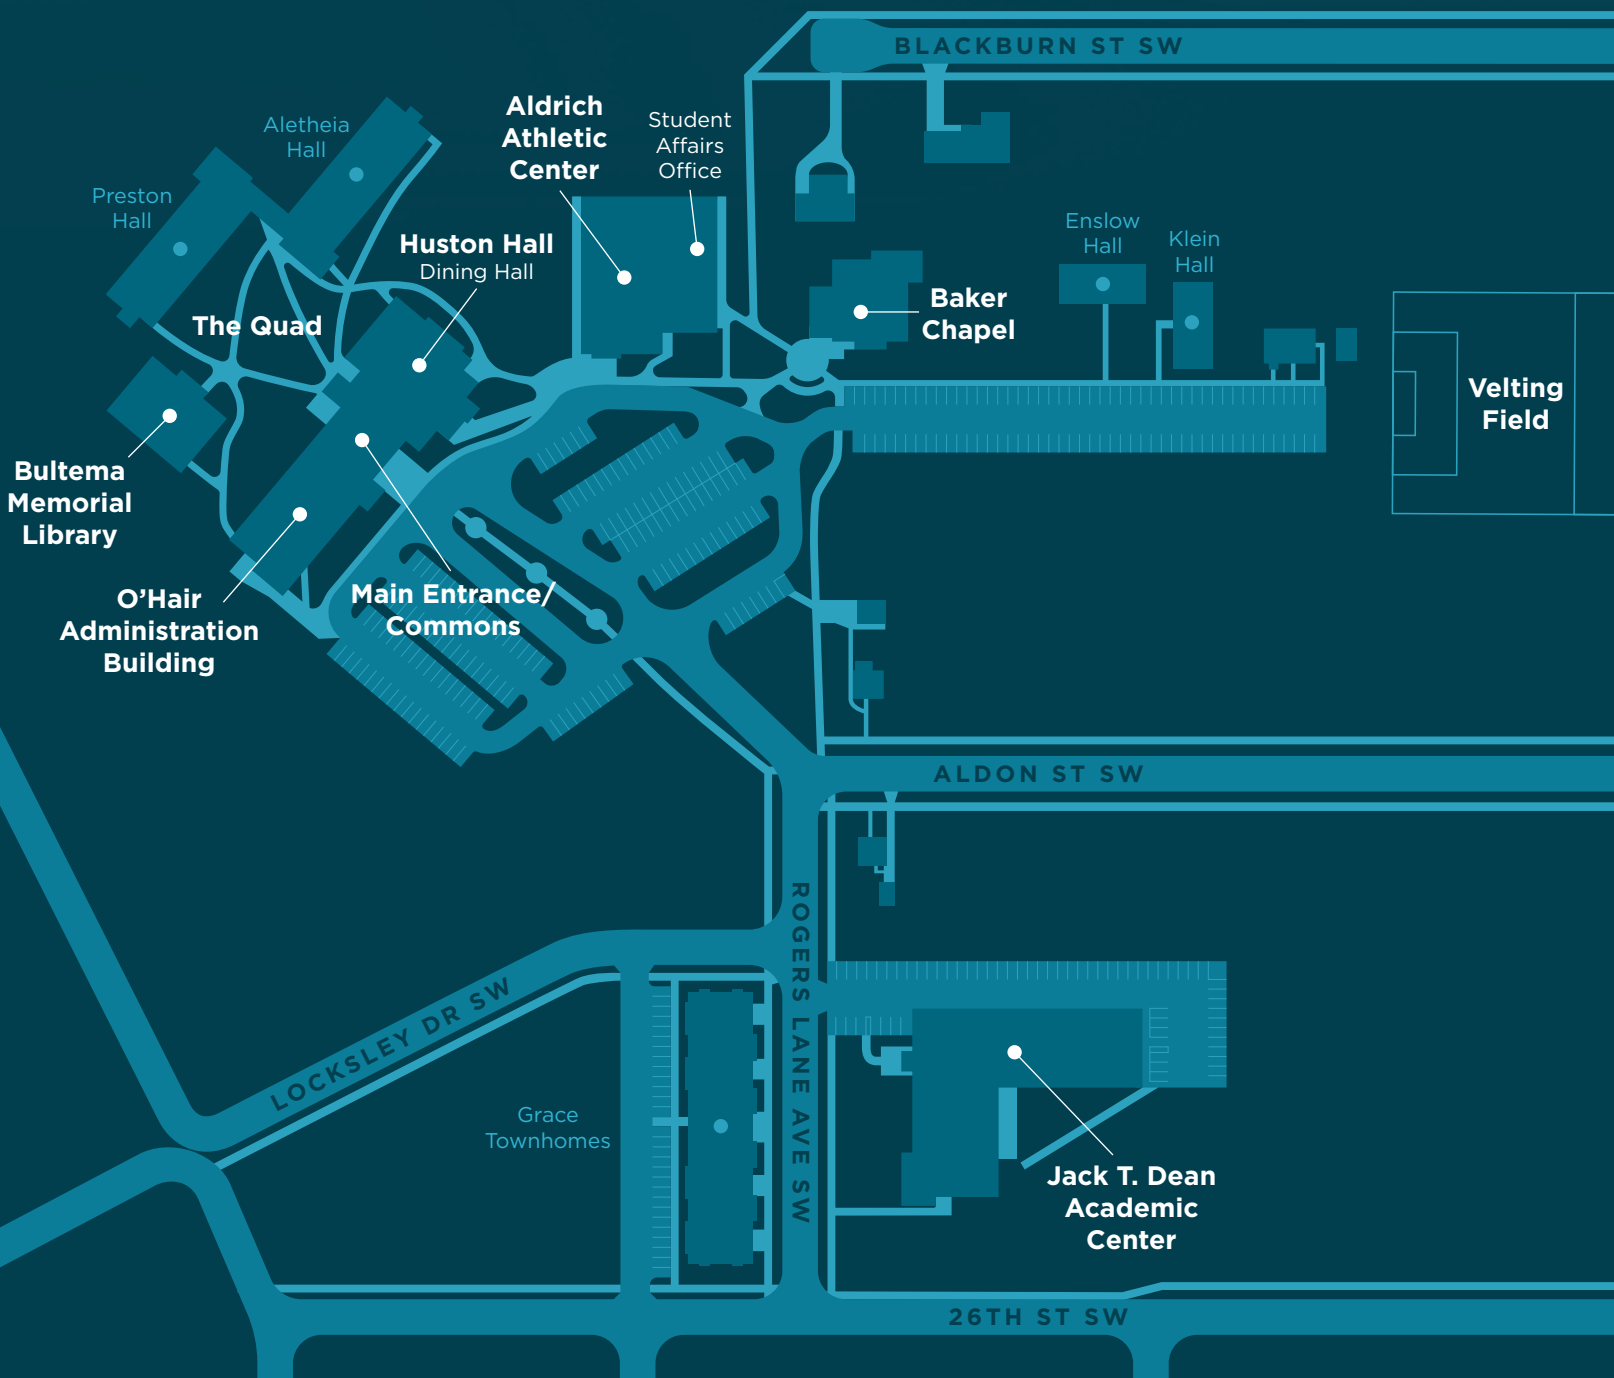 BLACKBURN ST SW
Aldrich
Athletic
Center
Student
Affairs
Office
Aletheia
Hall
Preston
Hall
Huston Hall
Dining Hall
Enslow
Hall
Klein
Hall
The Quad
Baker
Chapel
Velting
Field
Bultema
Memorial
Library
O’Hair
Administration
Building
Main Entrance/
Commons
ALDON ST SW
ROGERS LANE AVE SW
LOCKSLEY DR SW
Grace
Townhomes
Jack T. Dean
Academic
Center
26TH ST SW